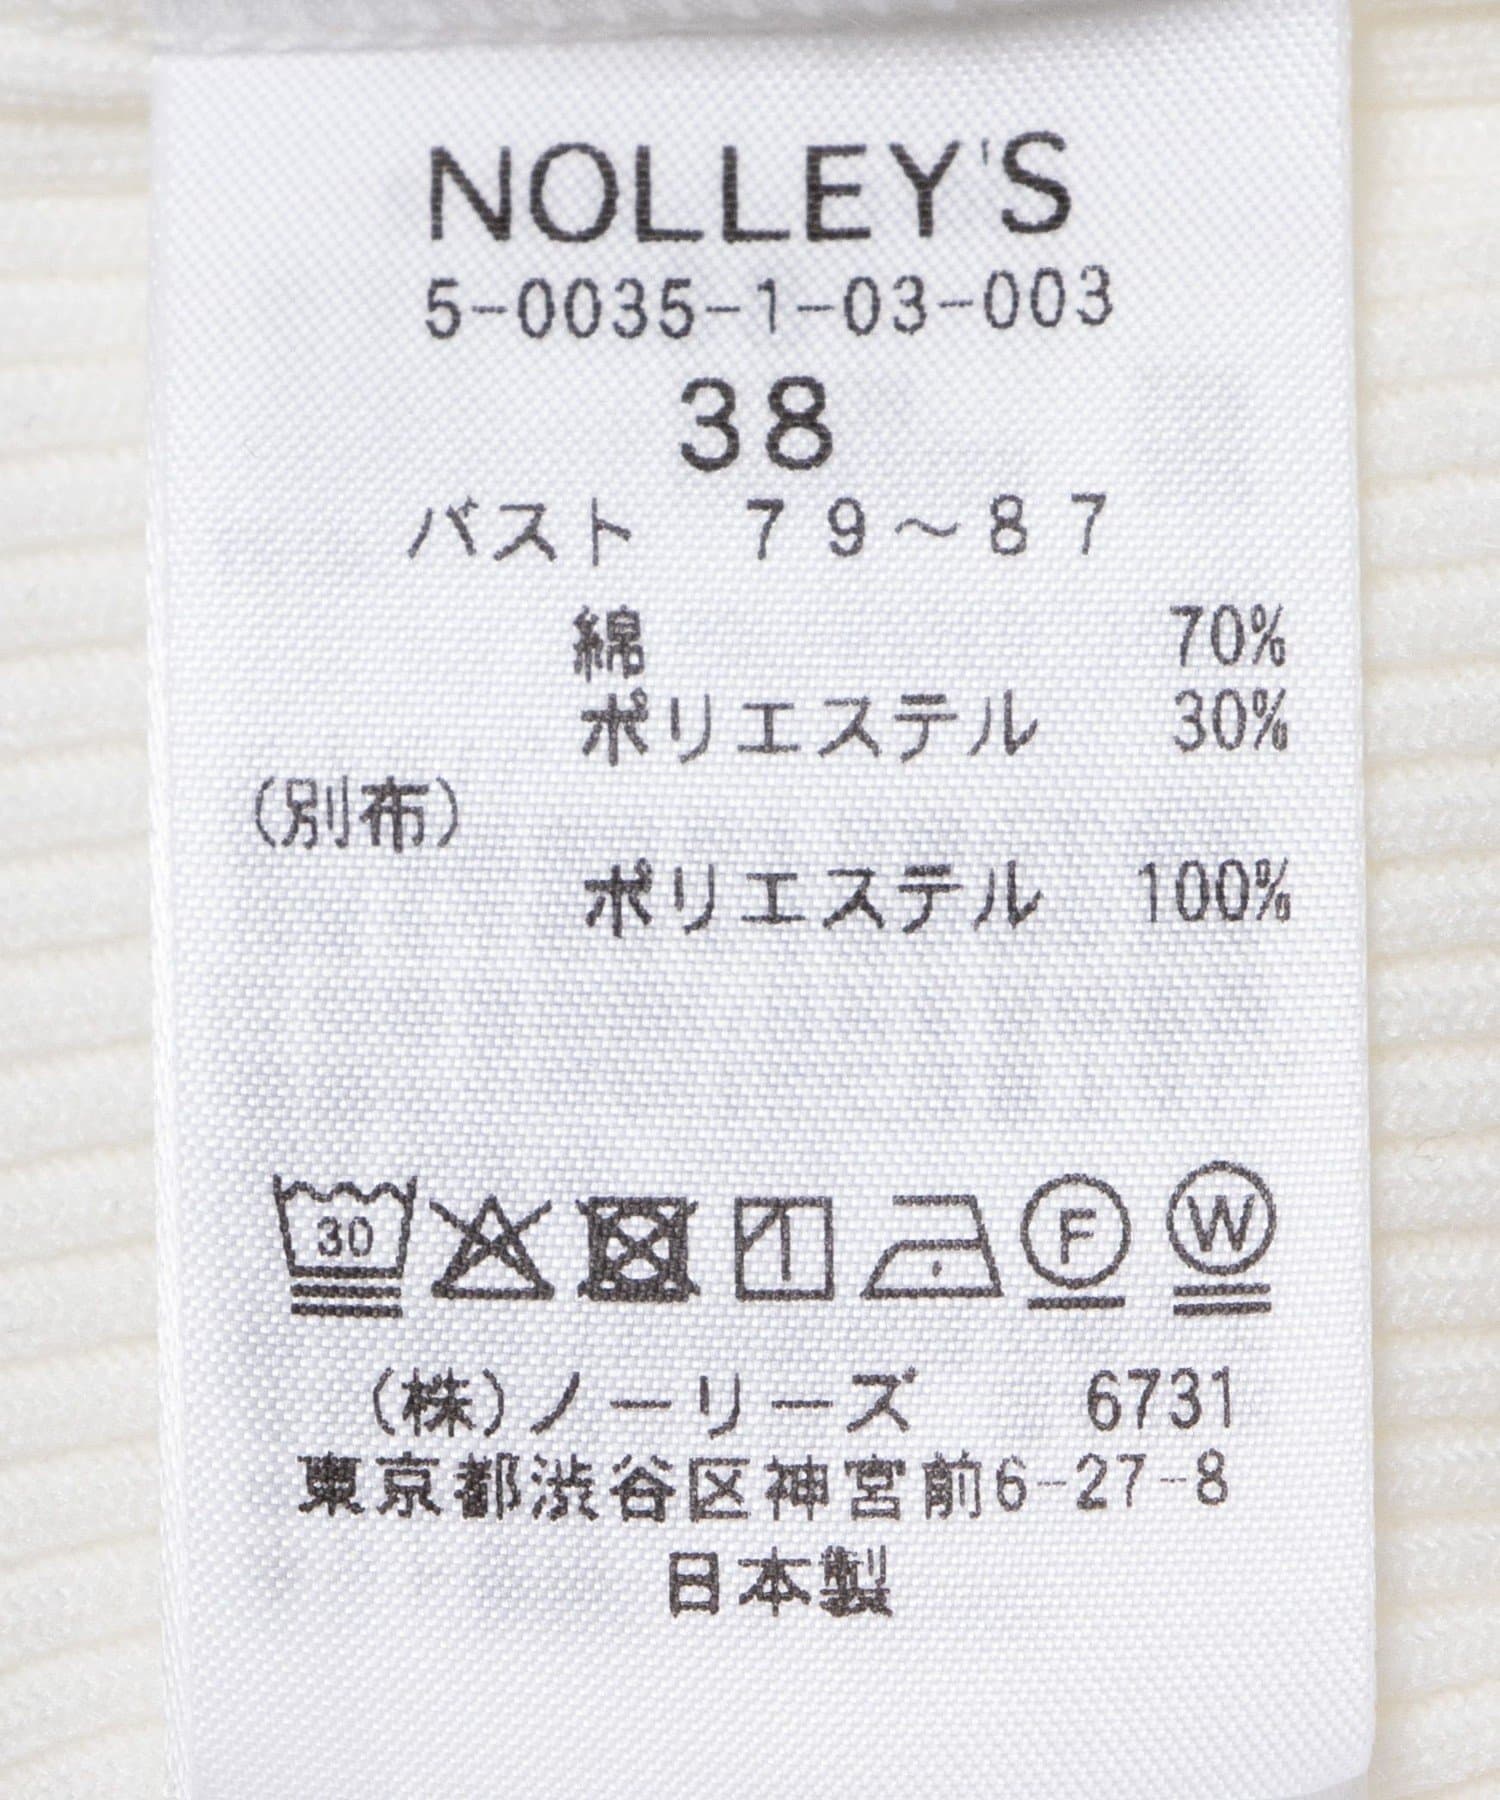 NOLLEY'S
5-0035-1-03-003
38
バスト ７９～８７
綿 70%
ポリエステル 30%
(別布)
ポリエステル 100%
30 F W
(株)ノーリーズ 6731
東京都渋谷区神宮前6-27-8
日本製